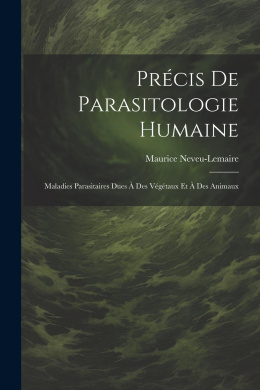 Précis De
Parasitologie
Humaine
Maurice Neveu-Lemaire
Maladies Parasitaires Dues À Des Végétaux Et À Des Animaux